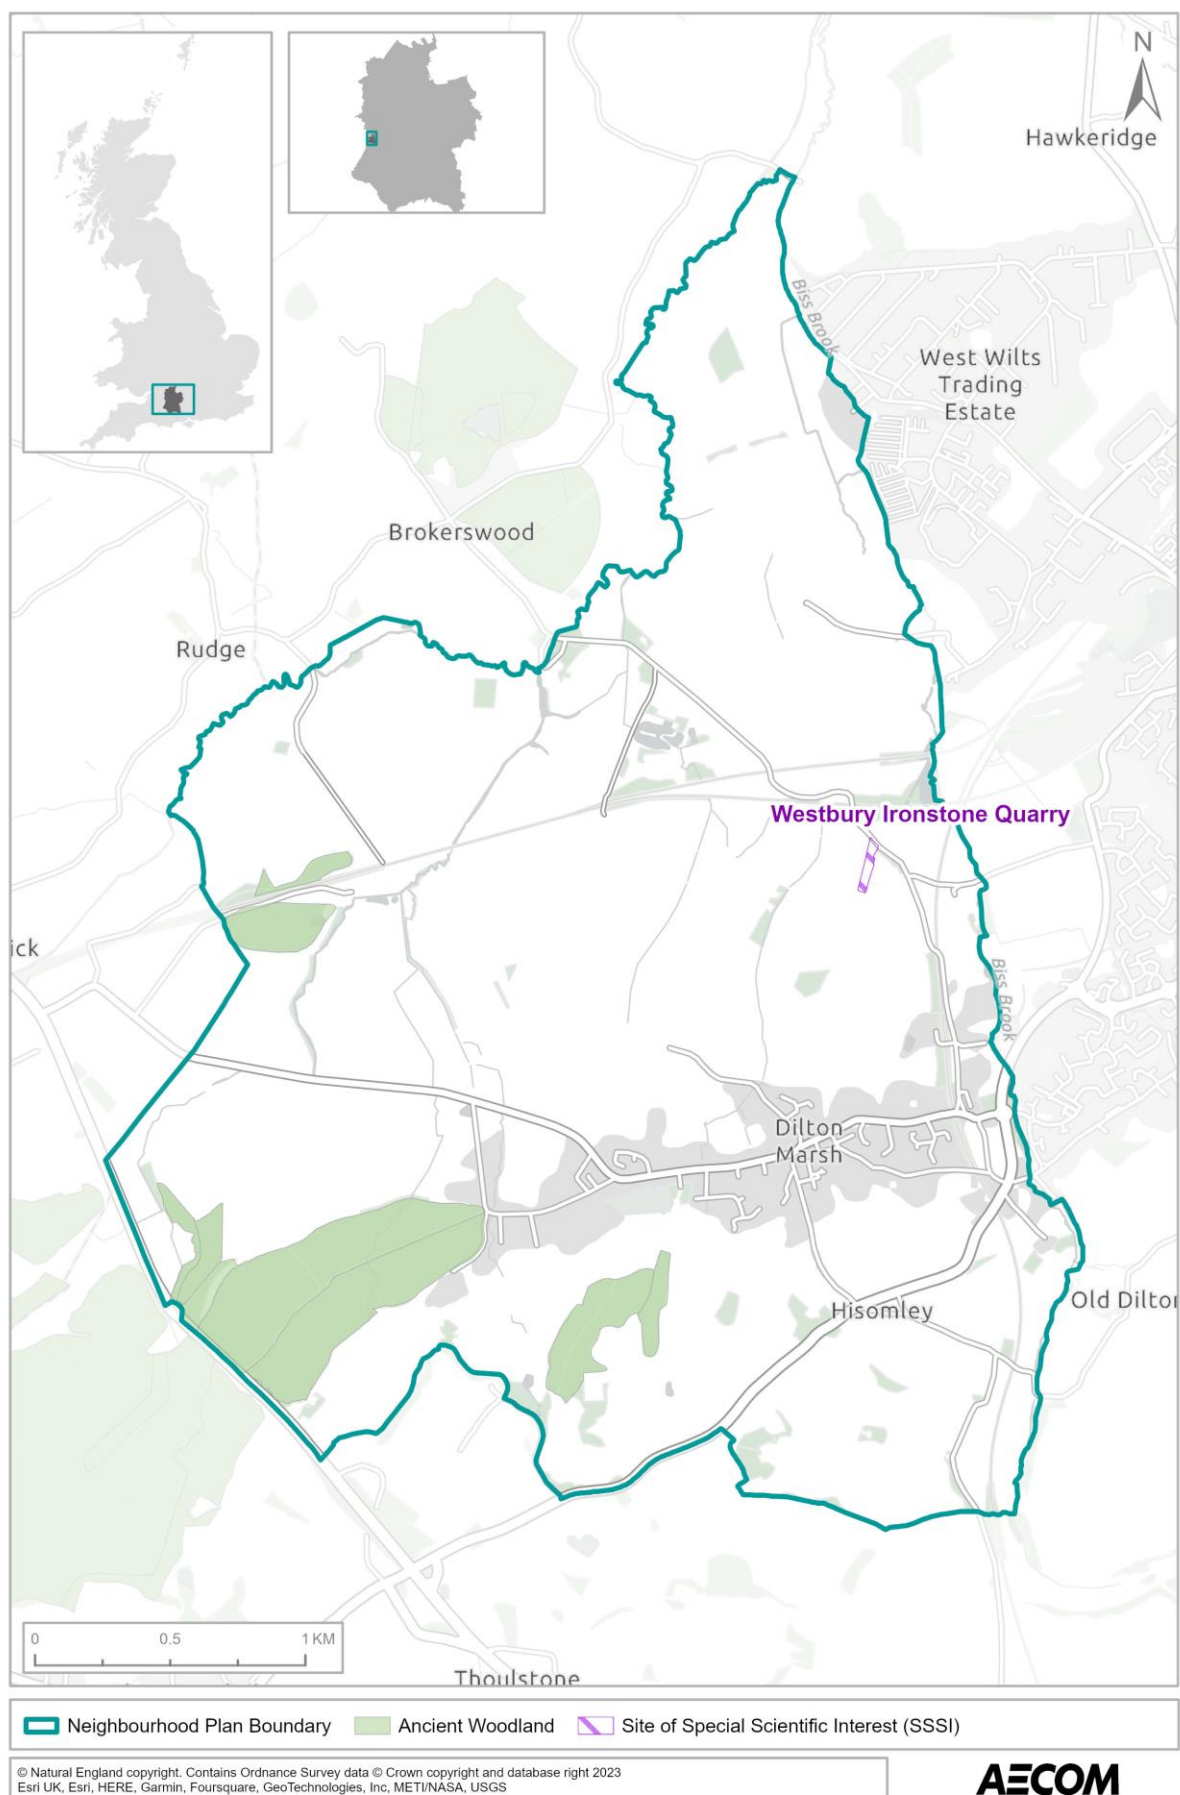 N
Hawkeridge
Biss Brook
West Wilts
Trading
Estate
Brokerswood
Rudge
Westbury Ironstone Quarry
ick
Biss Brook
Dilton
Marsh
Hisomley
Old Dilton
0 0.5 1 KM
Thoulstone
Neighbourhood Plan Boundary Ancient Woodland Site of Special Scientific Interest (SSSI)
© Natural England copyright. Contains Ordnance Survey data © Crown copyright and database right 2023
Esri UK, Esri, HERE, Garmin, Foursquare, GeoTechnologies, Inc, METI/NASA, USGS
AECOM